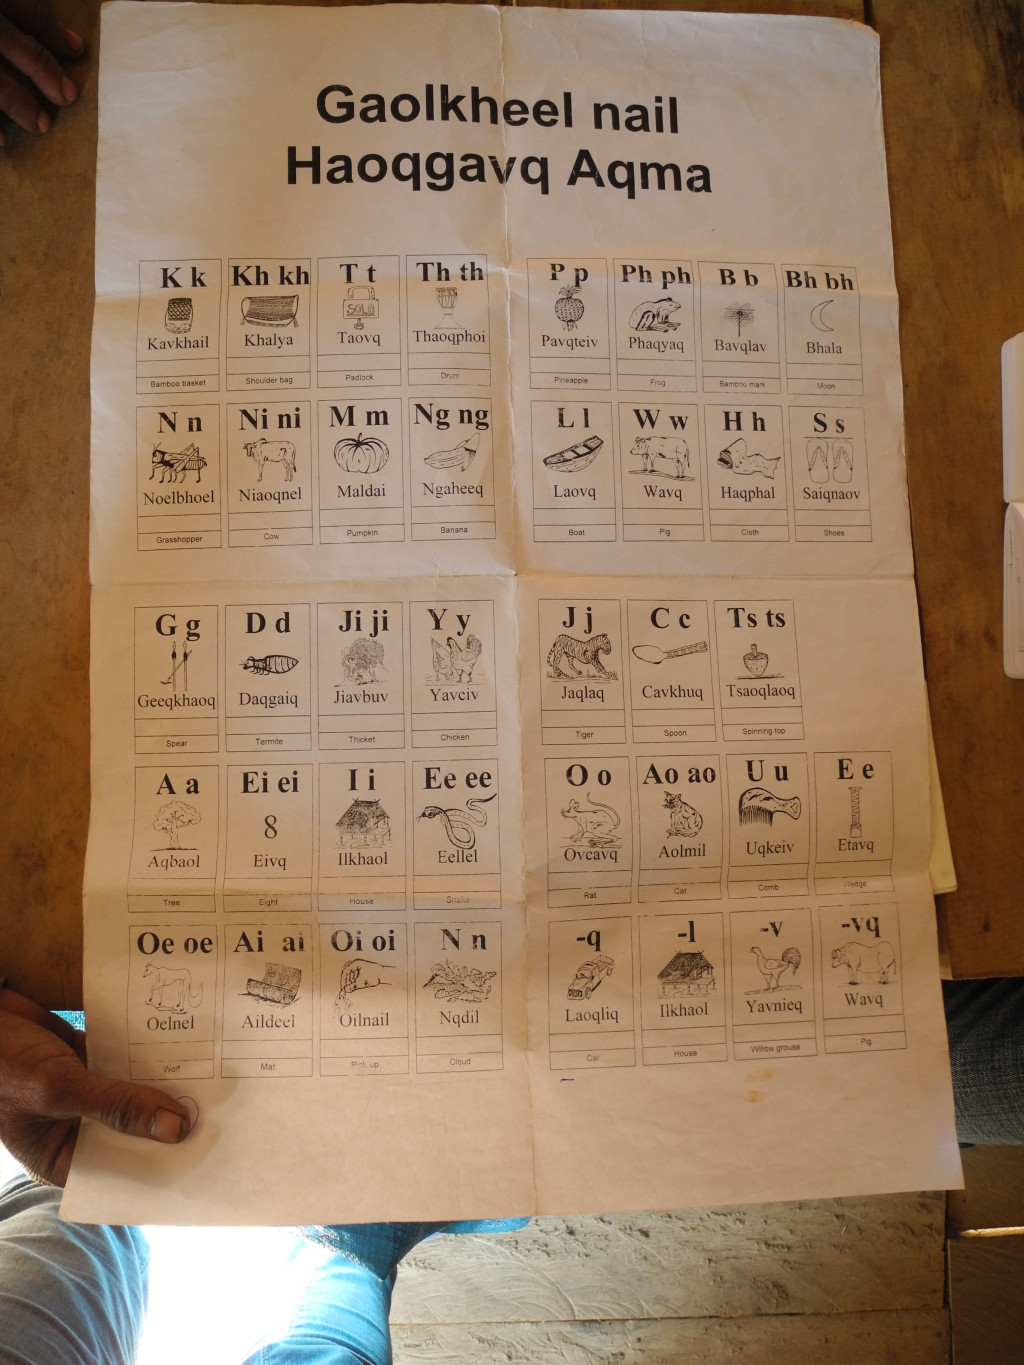 Gaolkheel nail
Haoqgavq Aqma
K k
Kavkhail
Bamboo basket
Kh kh
Khalya
Shoulder bag
T t
SOLO
Taovq
Padlock
Th th
Thaoqphoi
Drum
P p
Pavqteiv
Pineapple
Ph ph
Phaqyaq
Frog
B b
Bavqlav
Bamboo mark
Bh bh
Bhala
Moon
N n
Noelbhoel
Grasshopper
Ni ni
Niaoqnel
Cow
M m
Maldai
Pumpkin
Ng ng
Ngaheeq
Banana
L l
Laovq
Boat
W w
Wavq
Pig
H h
Haqphal
Cloth
S s
Saiqnaov
Shoes
G g
Geeqkhaoq
Spear
D d
Daqgaiq
Termite
Ji ji
Jiavbuv
Thicket
Y y
Yavciv
Chicken
J j
Jaqlaq
Tiger
C c
Cavkhuq
Spoon
Ts ts
Tsaoqlaoq
Spinning top
A a
Aqbaol
Tree
Ei ei
8
Eivq
Eight
I i
Ilkhaol
House
Ee ee
Eellel
Snake
O o
Ovcavq
Rat
Ao ao
Aolmil
Cat
U u
Uqkeiv
Comb
E e
Etavq
Wedge
Oe oe
Oelnel
Wolf
Ai ai
Aildeel
Mat
Oi oi
Oilnail
Pick up
N n
Nqdil
Cloud
-q
Laoqliq
Car
-l
Ilkhaol
House
-v
Yavnieq
Willow grouse
-vq
Wavq
Pig